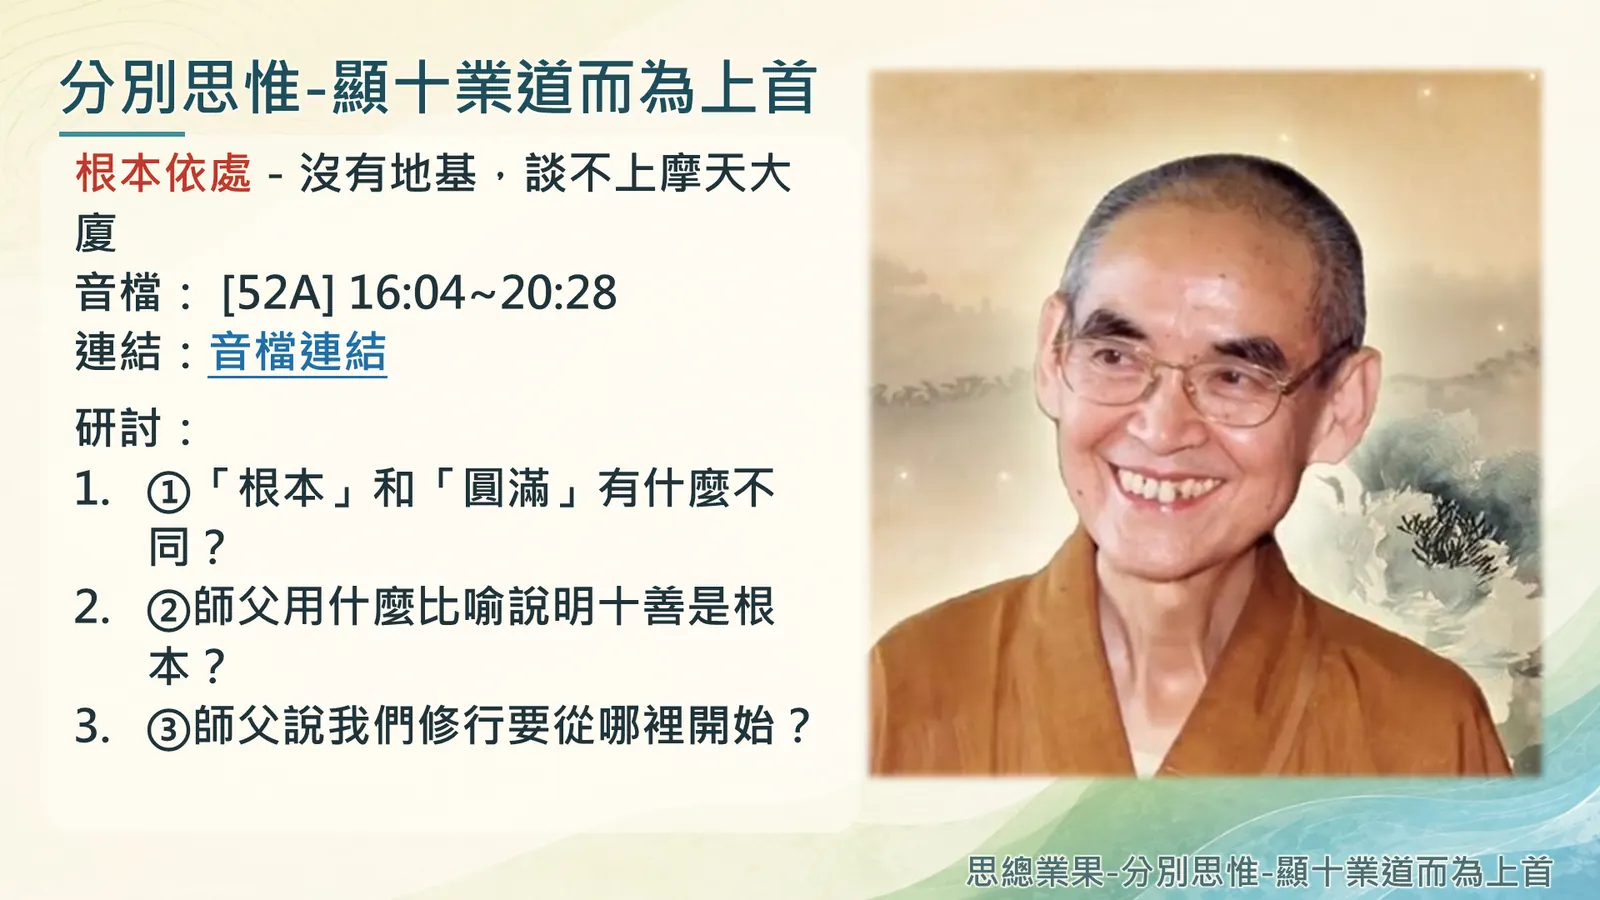 分別思惟-顯十業道而為上首
根本依處 - 沒有地基，談不上摩天大
廈
音檔： [52A] 16:04~20:28
連結：音檔連結
研討：
1. ①「根本」和「圓滿」有什麼不
同？
2. ②師父用什麼比喻說明十善是根
本？
3. ③師父說我們修行要從哪裡開始？
思總業果-分別思惟-顯十業道而為上首